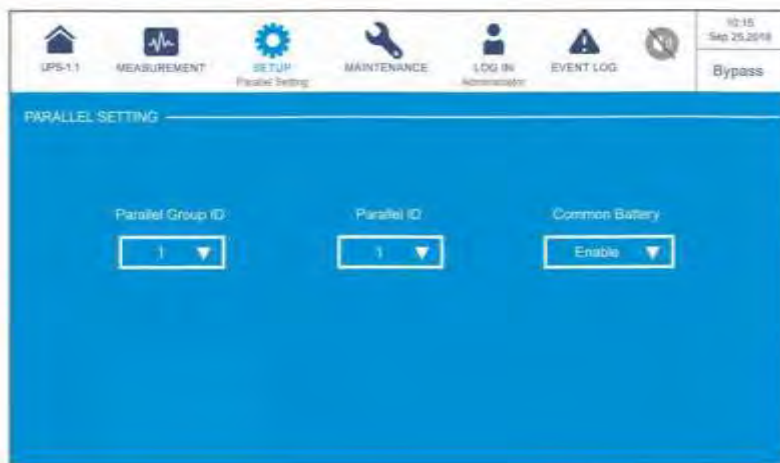 10:15
Sep 25,2018
UPS-1.1 MEASUREMENT SETUP MAINTENANCE LOG IN EVENT LOG Bypass
Parallel Setting Administrator
PARALLEL SETTING
Parallel Group ID Parallel ID Common Battery
1 1 Enable